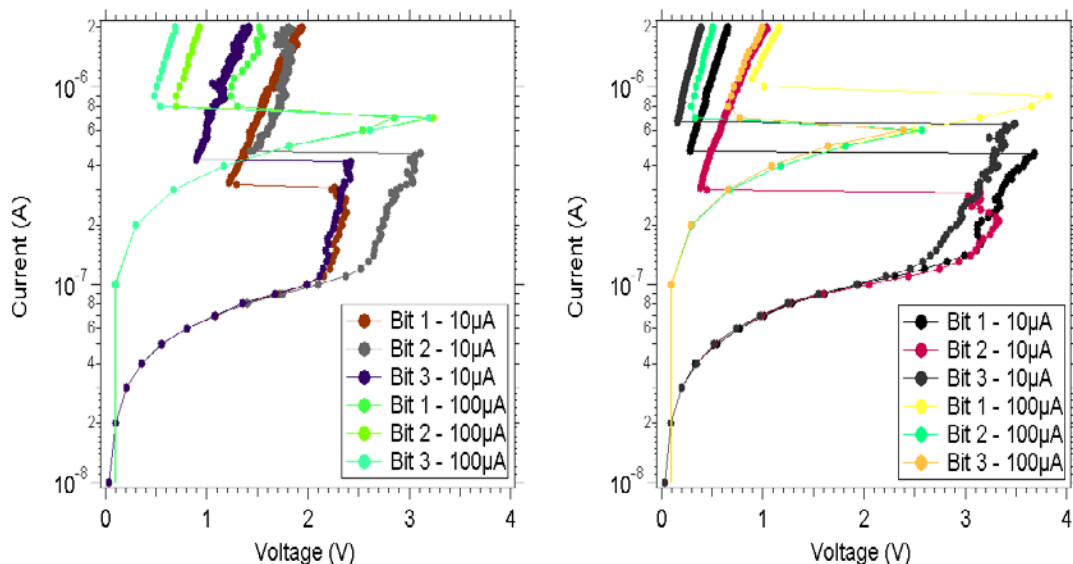 2
10⁻⁶
8
6
4
2
10⁻⁷
8
6
4
2
10⁻⁸
Current (A)
0 1 2 3 4
Voltage (V)
Bit 1 - 10µA
Bit 2 - 10µA
Bit 3 - 10µA
Bit 1 - 100µA
Bit 2 - 100µA
Bit 3 - 100µA
2
10⁻⁶
8
6
4
2
10⁻⁷
8
6
4
2
10⁻⁸
Current (A)
0 1 2 3 4
Voltage (V)
Bit 1 - 10µA
Bit 2 - 10µA
Bit 3 - 10µA
Bit 1 - 100µA
Bit 2 - 100µA
Bit 3 - 100µA